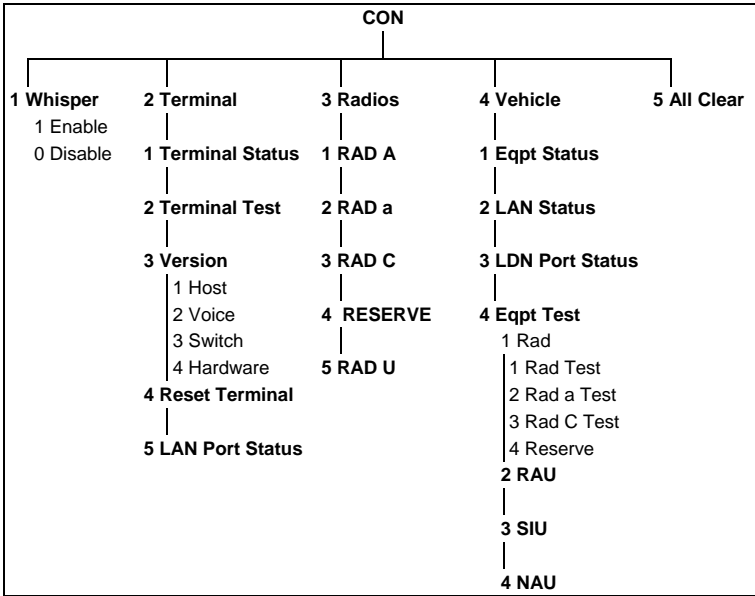 CON
1 Whisper
1 Enable
0 Disable
2 Terminal
1 Terminal Status
2 Terminal Test
3 Version
1 Host
2 Voice
3 Switch
4 Hardware
4 Reset Terminal
5 LAN Port Status
3 Radios
1 RAD A
2 RAD a
3 RAD C
4 RESERVE
5 RAD U
4 Vehicle
1 Eqpt Status
2 LAN Status
3 LDN Port Status
4 Eqpt Test
1 Rad
1 Rad Test
2 Rad a Test
3 Rad C Test
4 Reserve
2 RAU
3 SIU
4 NAU
5 All Clear